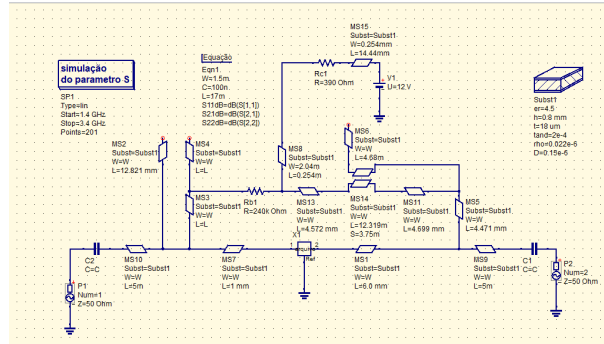 simulação
do parametro S
SP1
Type=lin
Start=1.4 GHz
Stop=3.4 GHz
Points=201
Equação
Eqn1
W=1.5m
C=100n
L=17m
S11dB=dB(S[1,1])
S21dB=dB(S[2,1])
S22dB=dB(S[2,2])
MS15
Subst=Subst1
W=0.254mm
L=14.44mm
Rc1
R=390 Ohm
V1
U=12 V
Subst1
er=4.5
h=0.8 mm
t=18 um
tand=2e-4
rho=0.022e-6
D=0.15e-6
MS2
Subst=Subst1
W=W
L=12.821 mm
MS4
Subst=Subst1
W=W
L=L
MS8
Subst=Subst1
W=2.04m
L=0.254m
MS6
Subst=Subst1
W=W
L=4.68m
MS3
Subst=Subst1
W=W
L=L
Rb1
R=240k Ohm
MS13
Subst=Subst1
W=W
L=4.572 mm
MS14
Subst=Subst1
W=W
L=12.319m
S=3.75m
MS11
Subst=Subst1
W=W
L=4.699 mm
MS5
Subst=Subst1
W=W
L=4.471 mm
X1
1
2
Ref
C2
C=C
MS10
Subst=Subst1
W=W
L=5m
MS7
Subst=Subst1
W=W
L=1 mm
MS1
Subst=Subst1
W=W
L=6.0 mm
MS9
Subst=Subst1
W=W
L=5m
C1
C=C
P1
Num=1
Z=50 Ohm
P2
Num=2
Z=50 Ohm